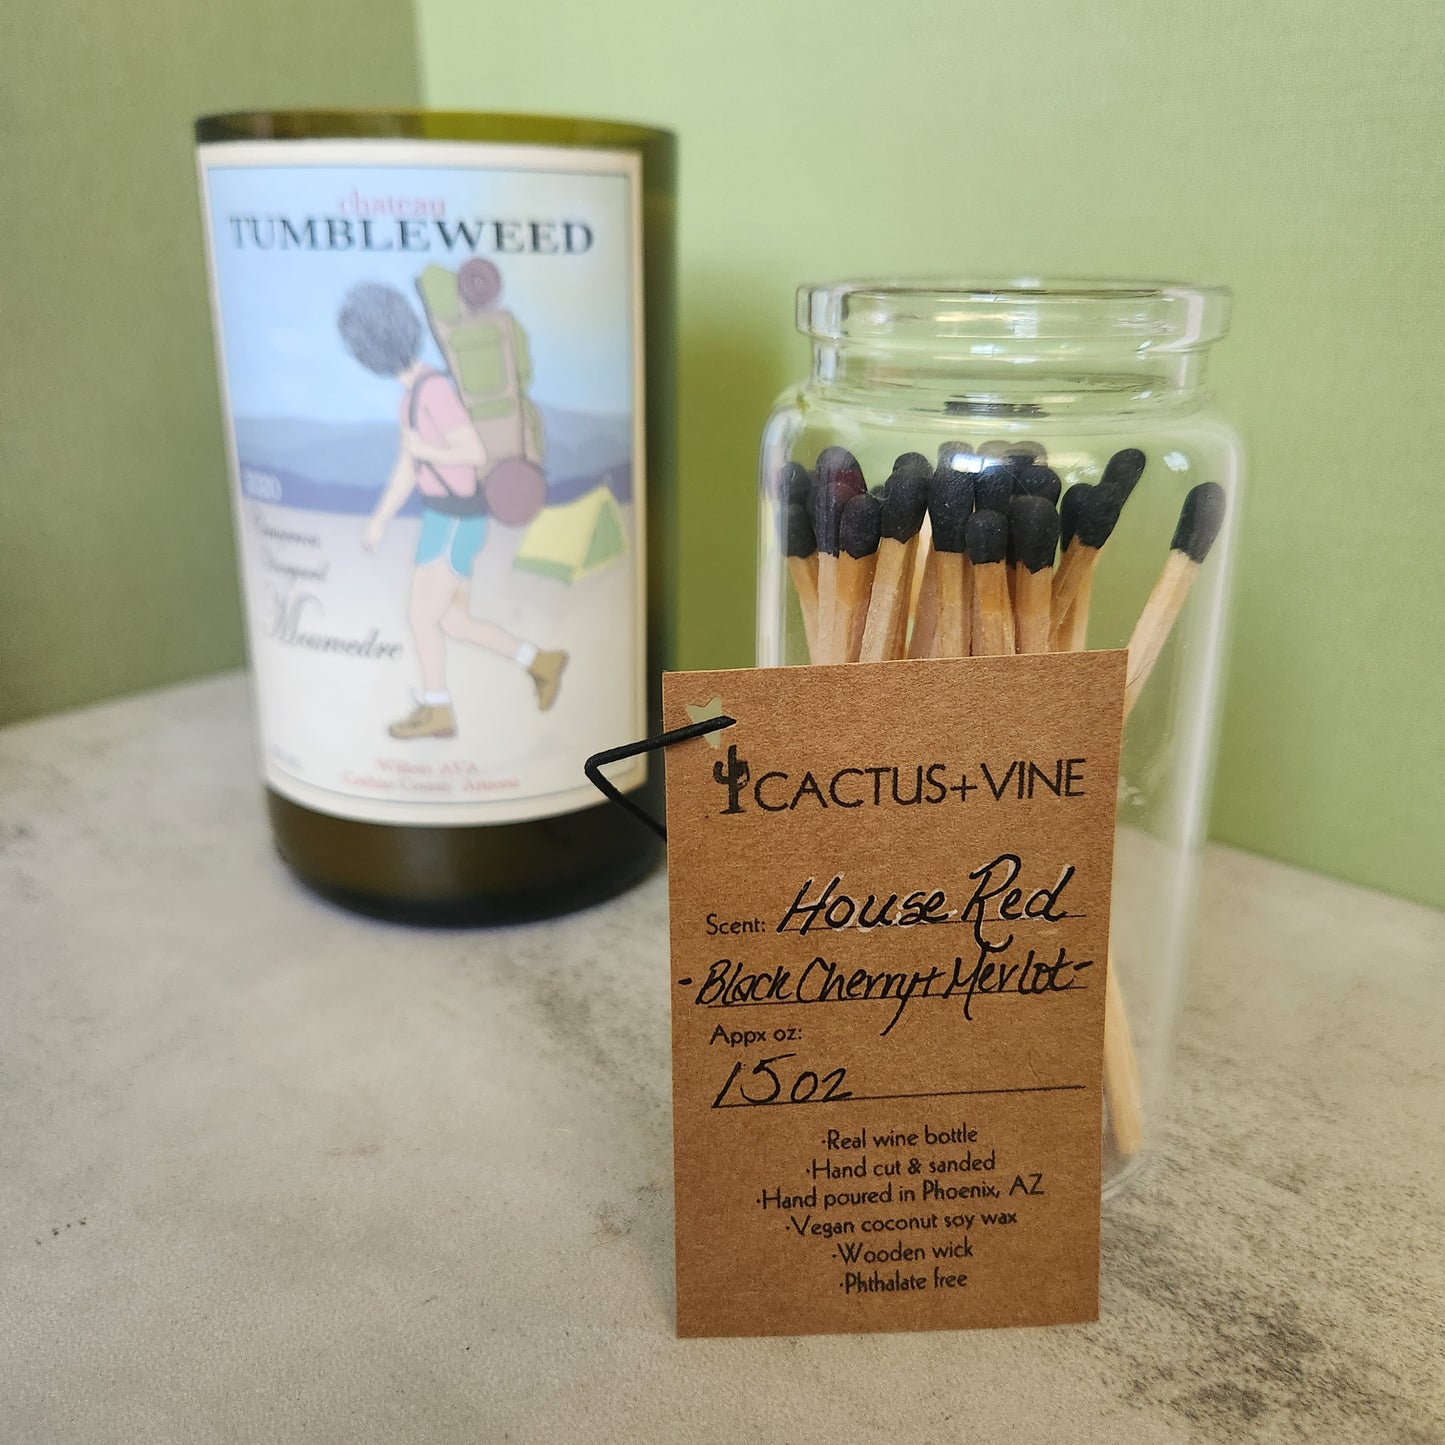 chateau
TUMBLEWEED
2020
Vineyard
Mourvedre
Willcox AVA
Cochise County, Arizona
CACTUS+VINE
Scent: House Red
- Black Cherry + Merlot -
Appx oz:
15oz
·Real wine bottle
·Hand cut & sanded
·Hand poured in Phoenix, AZ
·Vegan coconut soy wax
·Wooden wick
·Phthalate free